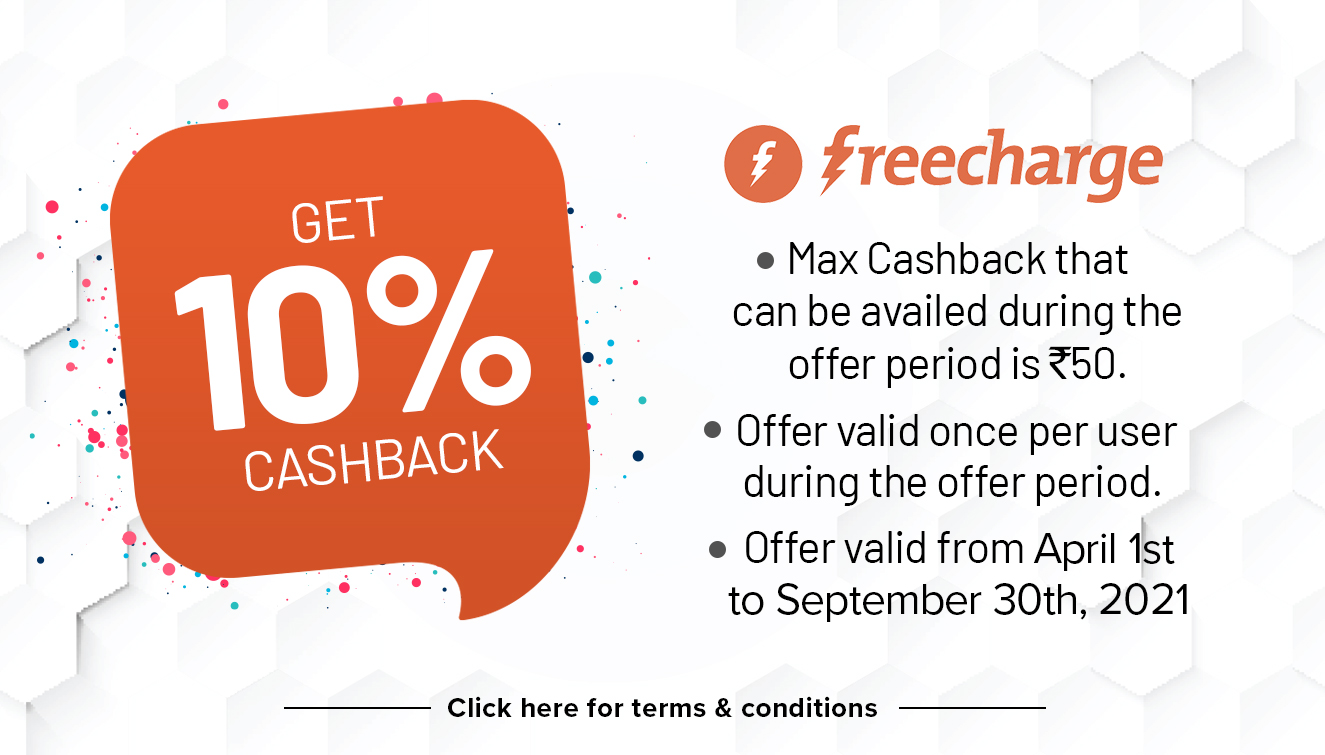 GET
10%
CASHBACK
freecharge
• Max Cashback that
can be availed during the
offer period is ₹50.
• Offer valid once per user
during the offer period.
• Offer valid from April 1st
to September 30th, 2021
Click here for terms & conditions